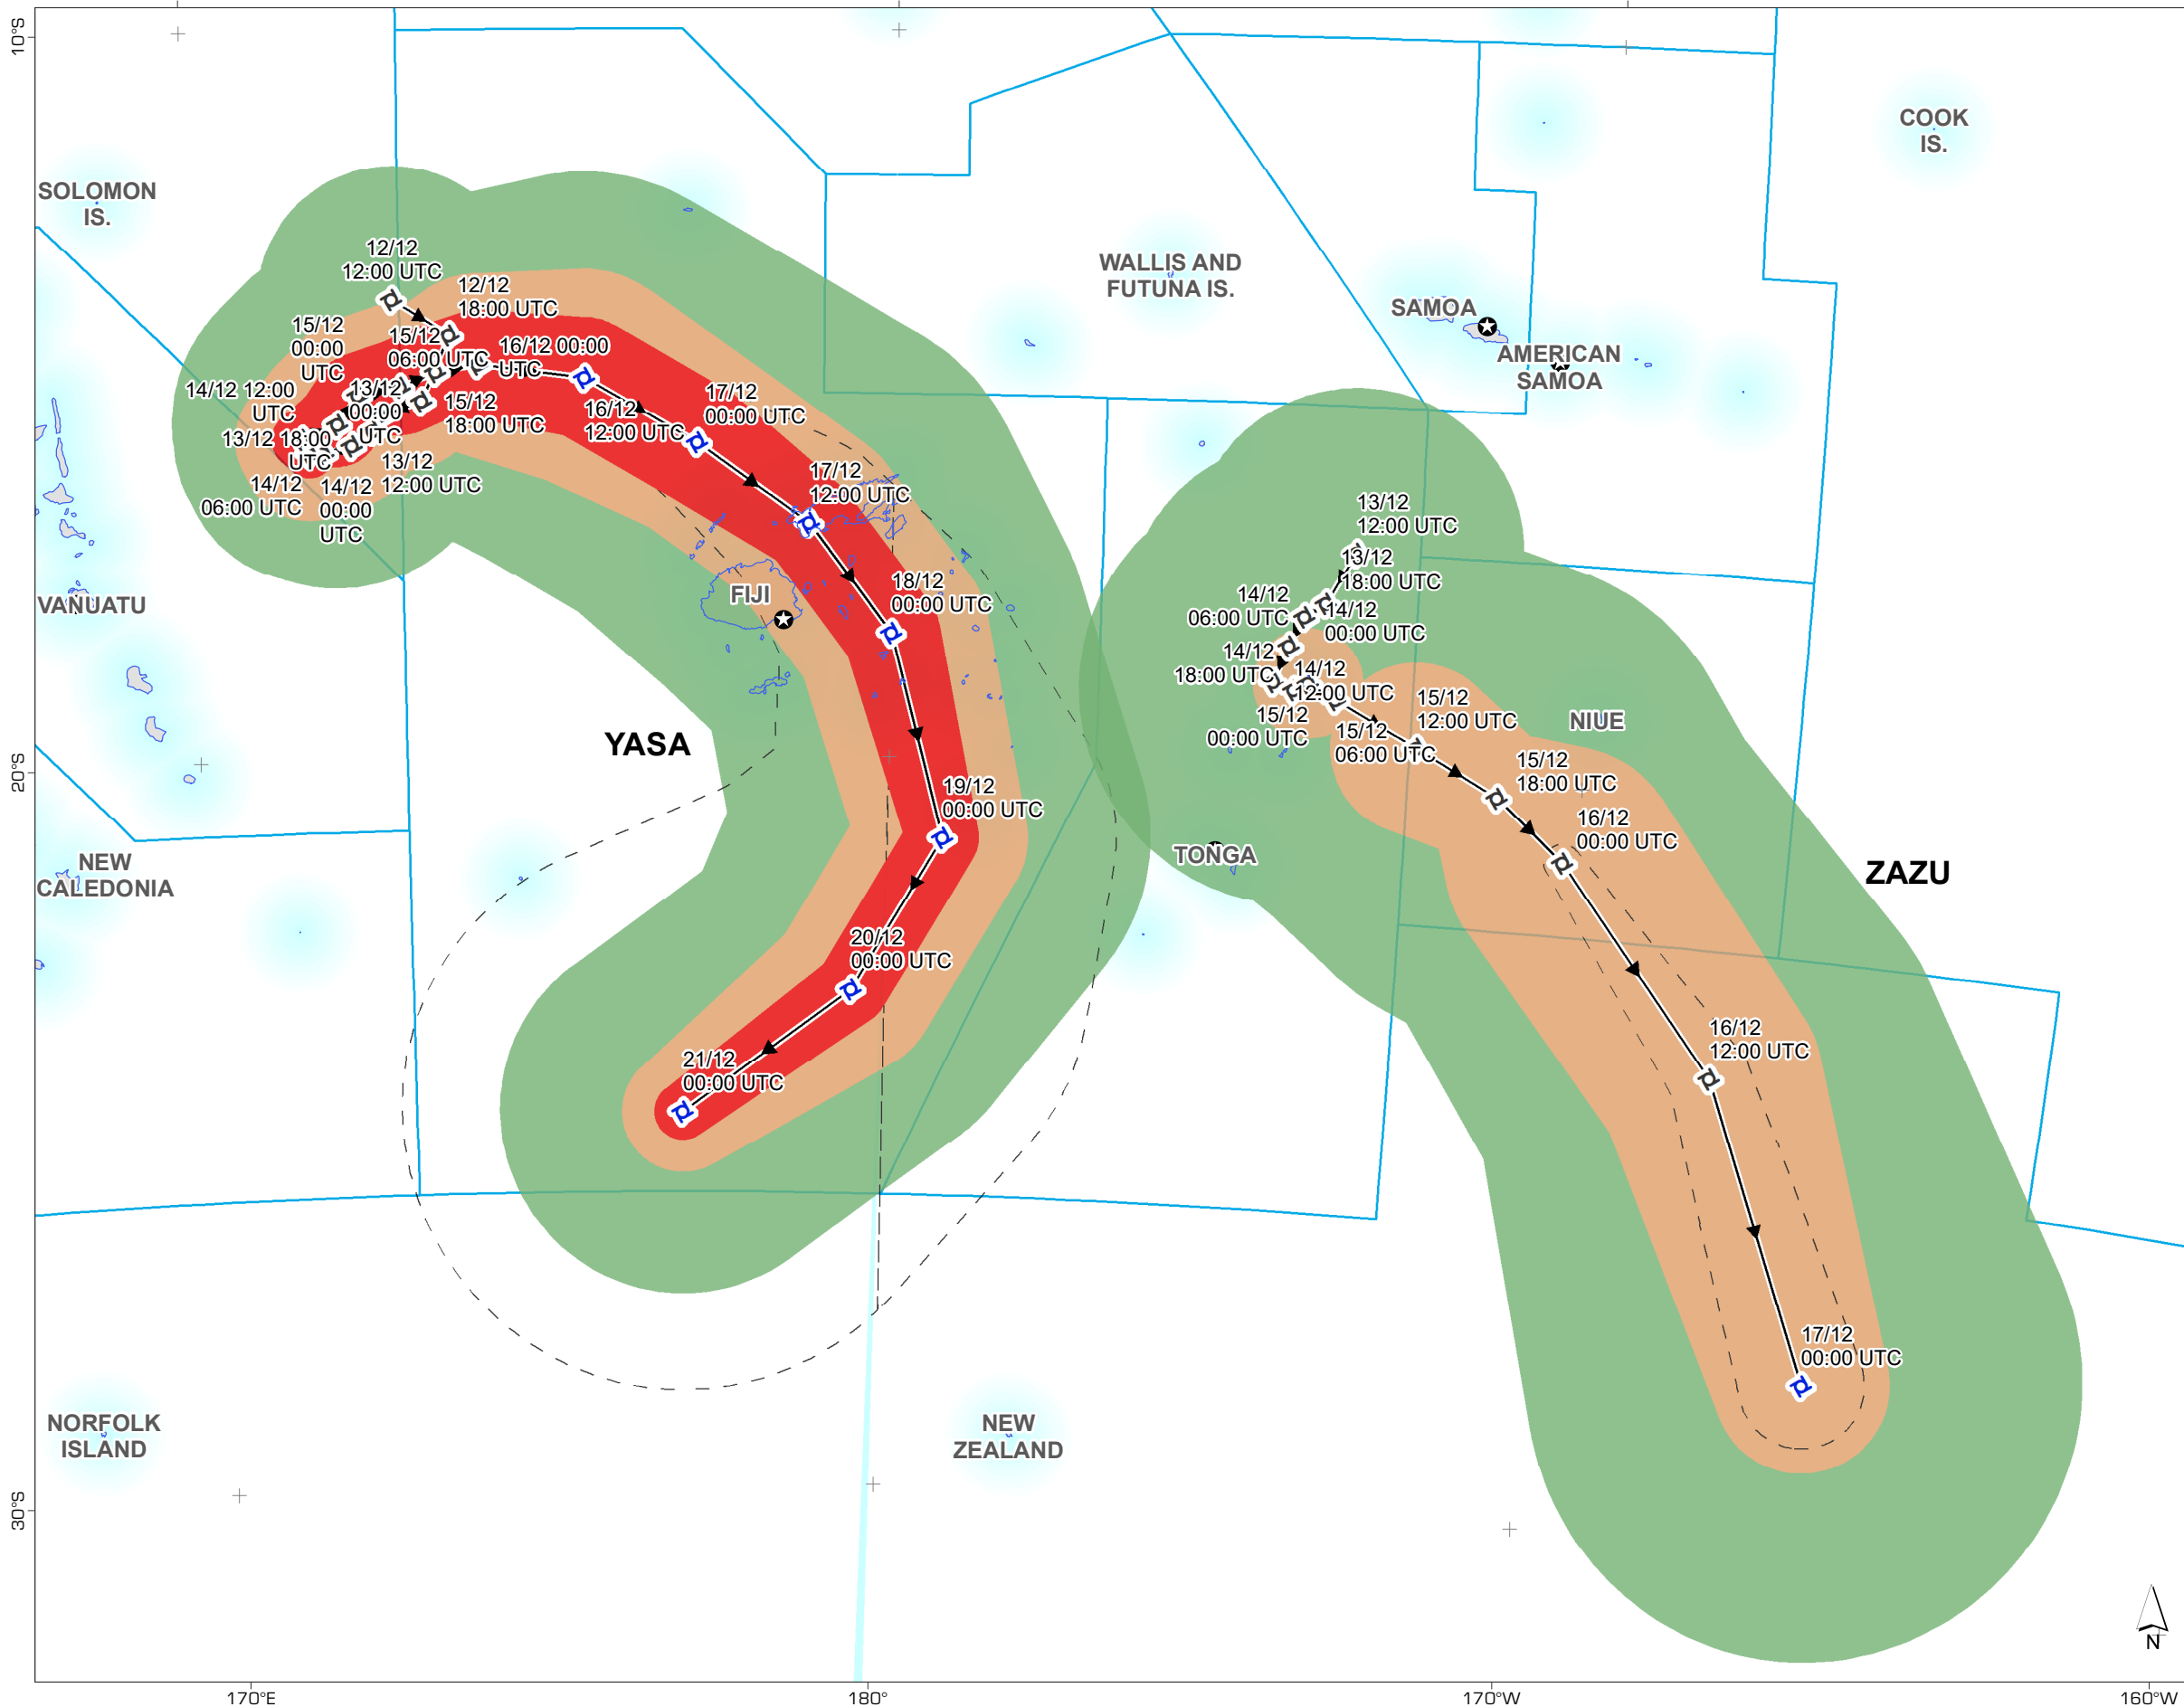 10°S
COOK
IS.
SOLOMON
IS.
12/12
12:00 UTC
WALLIS AND
FUTUNA IS.
12/12
18:00 UTC
SAMOA
15/12
00:00
UTC
15/12
06:00 UTC
16/12 00:00
UTC
AMERICAN
SAMOA
14/12 12:00
UTC
13/12
00:00
UTC
15/12
18:00 UTC
16/12
12:00 UTC
17/12
00:00 UTC
13/12 18:00
UTC
13/12
12:00 UTC
17/12
12:00 UTC
14/12
06:00 UTC
14/12
00:00
UTC
13/12
12:00 UTC
13/12
18:00 UTC
VANUATU
FIJI
18/12
00:00 UTC
14/12
06:00 UTC
14/12
00:00 UTC
14/12
18:00 UTC
14/12
12:00 UTC
15/12
12:00 UTC
NIUE
YASA
15/12
00:00 UTC
15/12
06:00 UTC
20°S
19/12
00:00 UTC
15/12
18:00 UTC
16/12
00:00 UTC
NEW
CALEDONIA
TONGA
ZAZU
20/12
00:00 UTC
21/12
00:00 UTC
16/12
12:00 UTC
17/12
00:00 UTC
NORFOLK
ISLAND
NEW
ZEALAND
30°S
N
170°E
180°
170°W
160°W